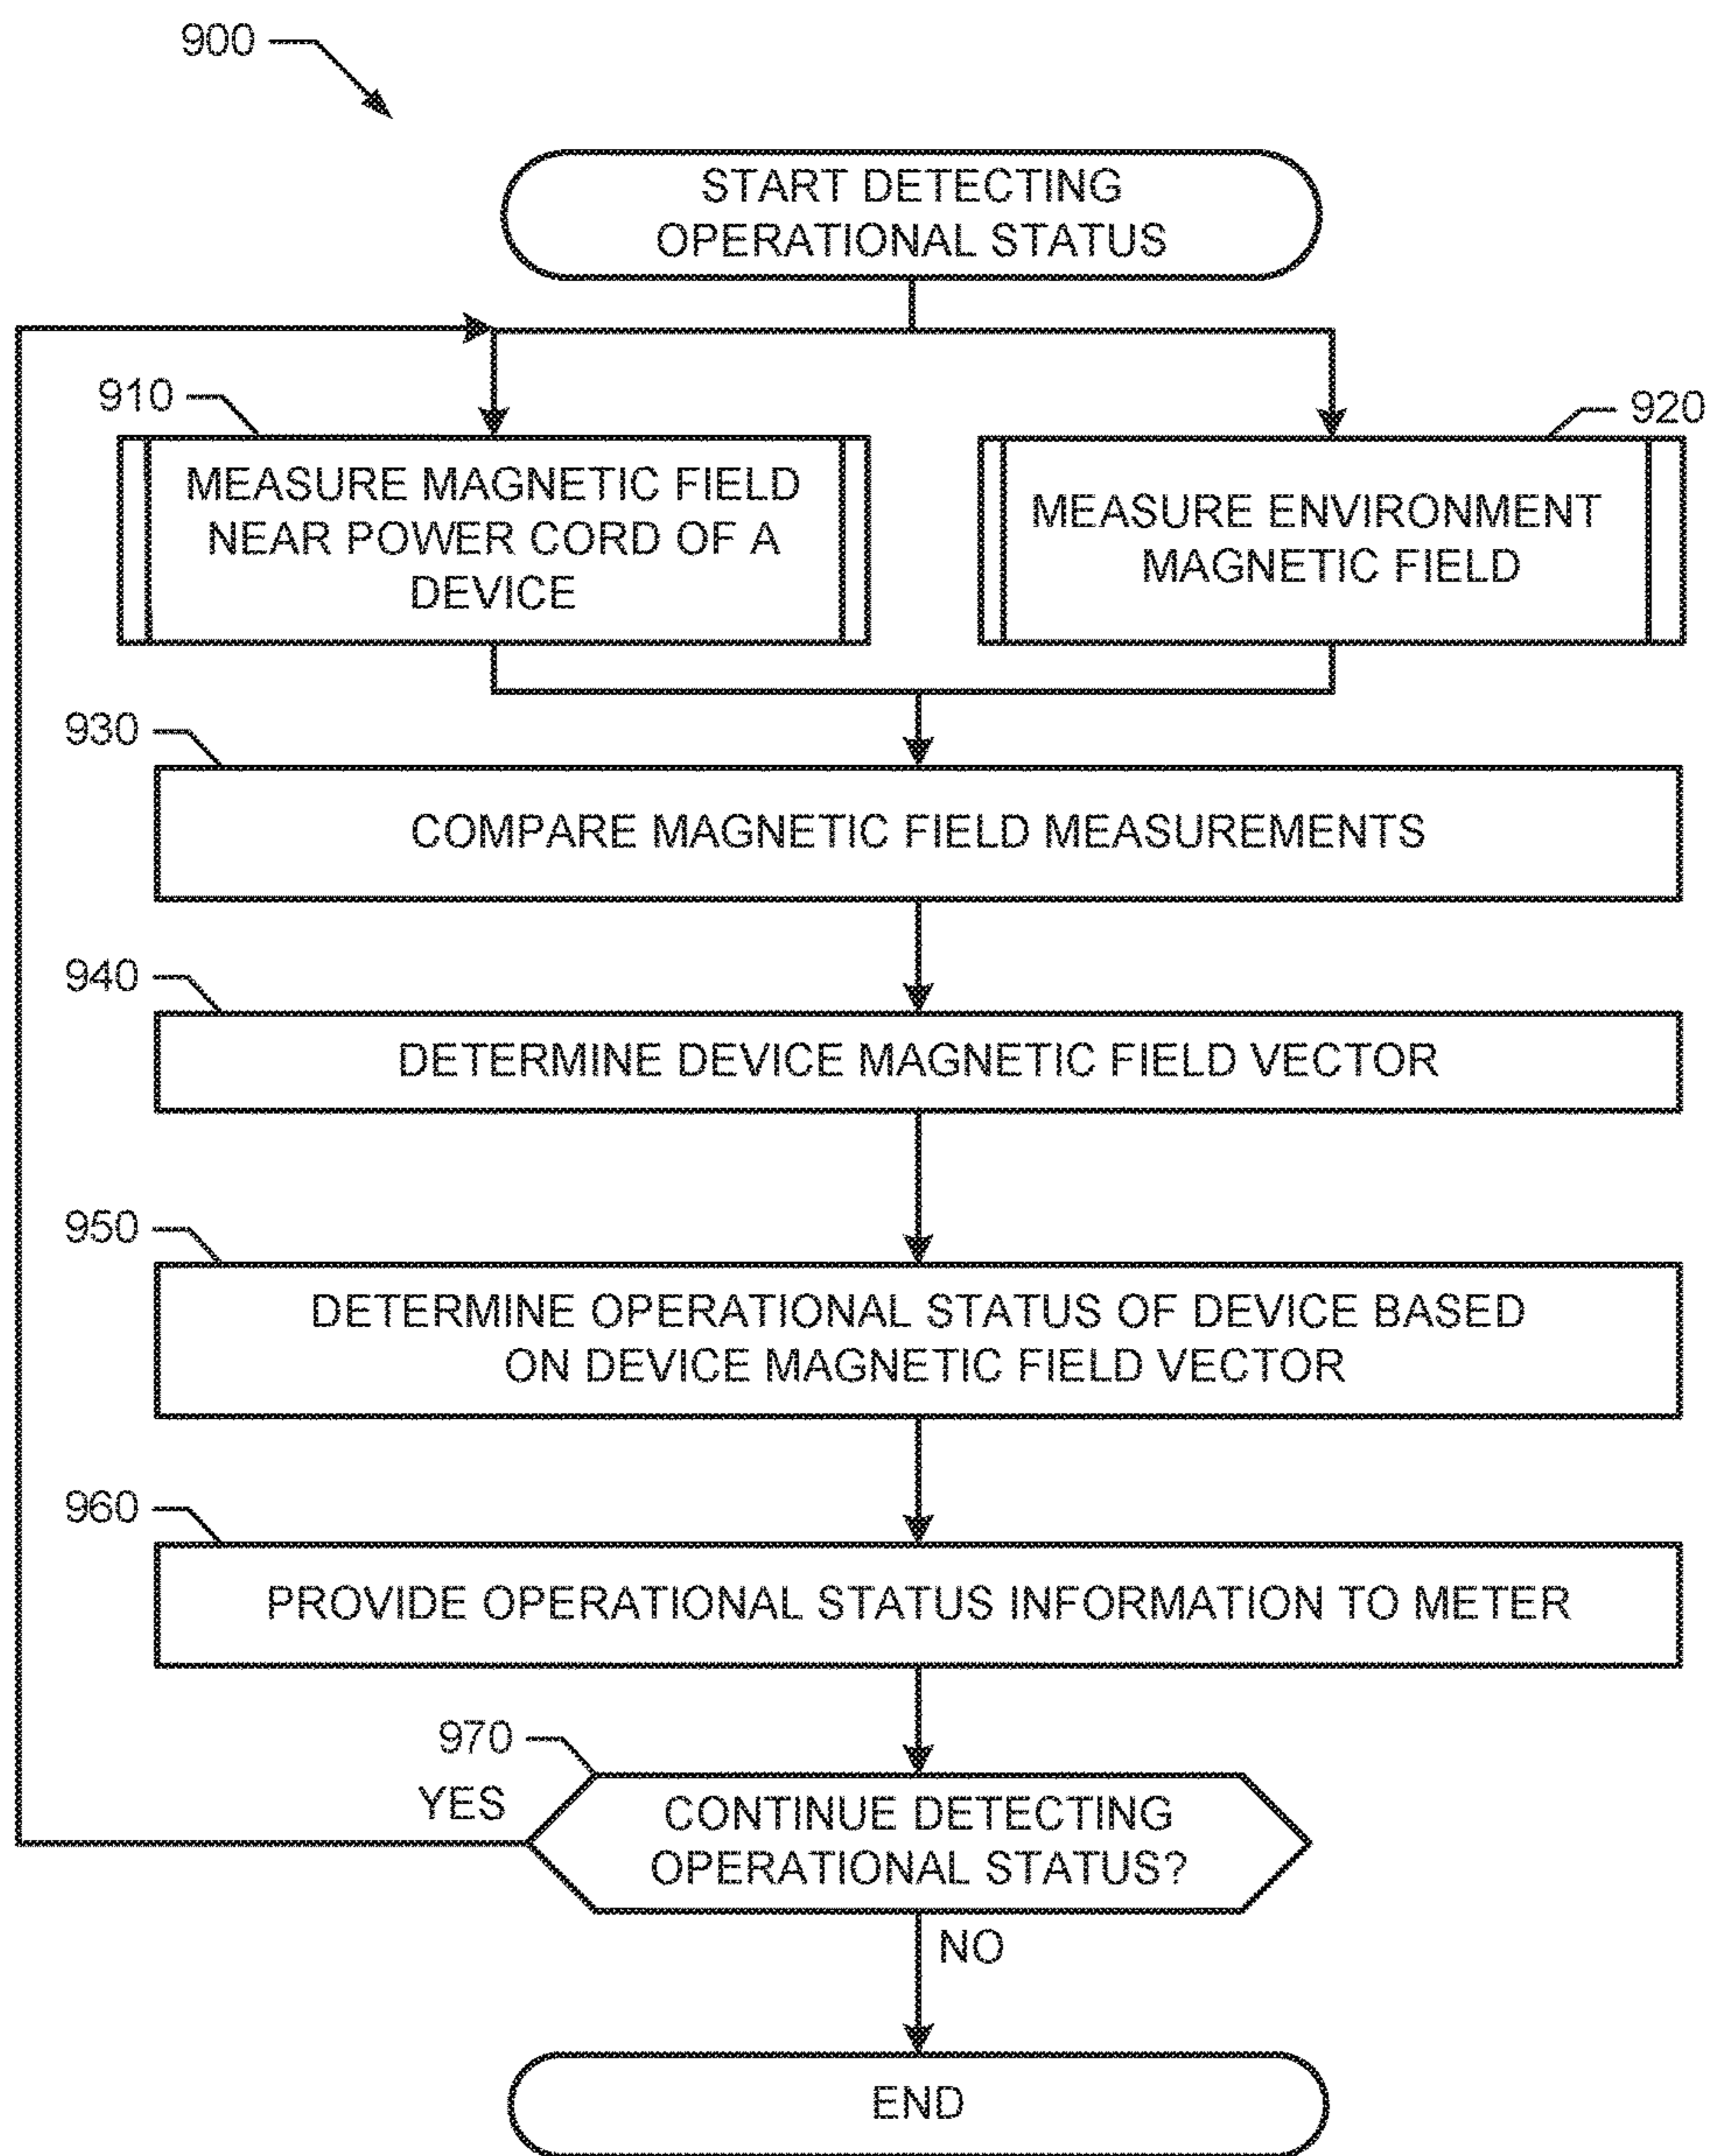 900
START DETECTING
OPERATIONAL STATUS
910
920
MEASURE MAGNETIC FIELD
NEAR POWER CORD OF A
DEVICE
MEASURE ENVIRONMENT
MAGNETIC FIELD
930
COMPARE MAGNETIC FIELD MEASUREMENTS
940
DETERMINE DEVICE MAGNETIC FIELD VECTOR
950
DETERMINE OPERATIONAL STATUS OF DEVICE BASED
ON DEVICE MAGNETIC FIELD VECTOR
960
PROVIDE OPERATIONAL STATUS INFORMATION TO METER
970
YES
CONTINUE DETECTING
OPERATIONAL STATUS?
NO
END